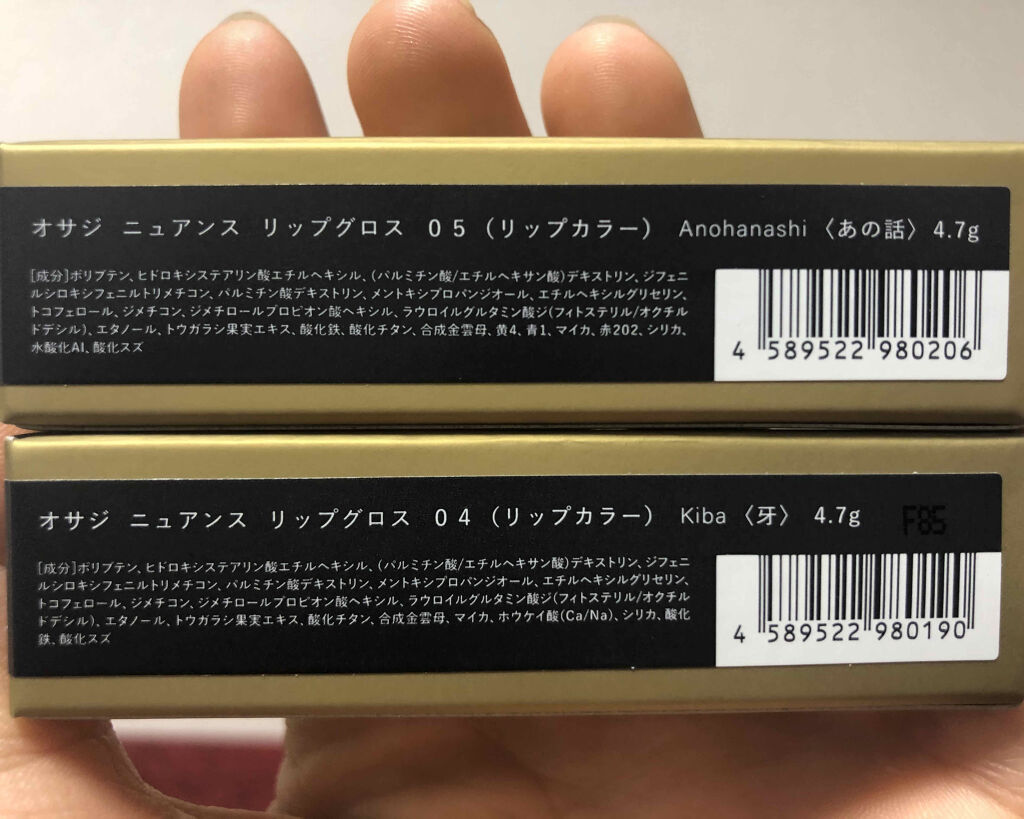 オサジ ニュアンス リップグロス 05（リップカラー） Anohanashi〈あの話〉4.7g
[成分]ポリブテン、ヒドロキシステアリン酸エチルヘキシル、(パルミチン酸/エチルヘキサン酸)デキストリン、ジフェニ
ルシロキシフェニルトリメチコン、パルミチン酸デキストリン、メントキシプロパンジオール、エチルヘキシルグリセリン、
トコフェロール、ジメチコン、ジメチロールプロピオン酸ヘキシル、ラウロイルグルタミン酸ジ(フィトステリル/オクチル
ドデシル)、エタノール、トウガラシ果実エキス、酸化鉄、酸化チタン、合成金雲母、黄4、青1、マイカ、赤202、シリカ、
水酸化Al、酸化スズ
4 589522 980206
オサジ ニュアンス リップグロス 04（リップカラー） Kiba〈牙〉 4.7g
F85
[成分]ポリブテン、ヒドロキシステアリン酸エチルヘキシル、(パルミチン酸/エチルヘキサン酸)デキストリン、ジフェニ
ルシロキシフェニルトリメチコン、パルミチン酸デキストリン、メントキシプロパンジオール、エチルヘキシルグリセリン、
トコフェロール、ジメチコン、ジメチロールプロピオン酸ヘキシル、ラウロイルグルタミン酸ジ(フィトステリル/オクチル
ドデシル)、エタノール、トウガラシ果実エキス、酸化チタン、合成金雲母、マイカ、ホウケイ酸(Ca/Na)、シリカ、酸化
鉄、酸化スズ
4 589522 980190